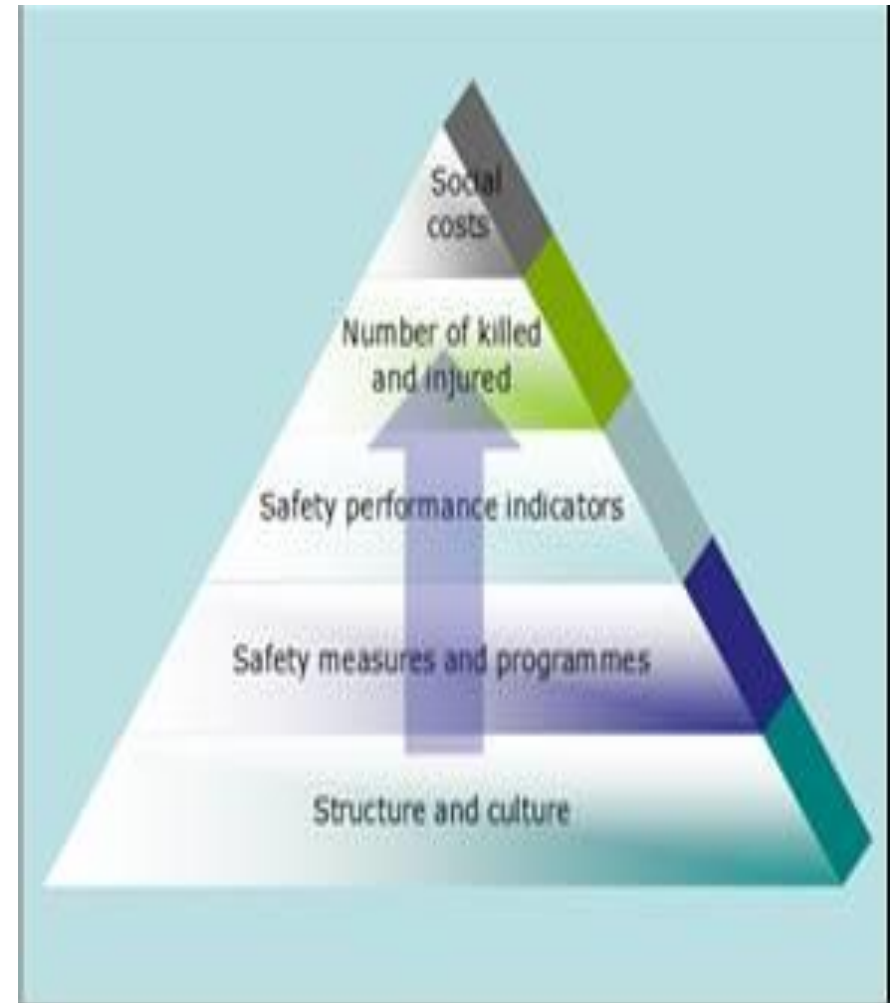 Social
costs
Number of killed
and injured
Safety performance indicators
Safety measures and programmes
Structure and culture